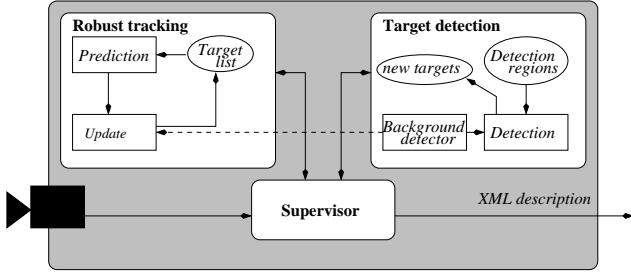 Robust tracking
Prediction
Target
list
Update
Target detection
new targets
Detection
regions
Background
detector
Detection
Supervisor
XML description